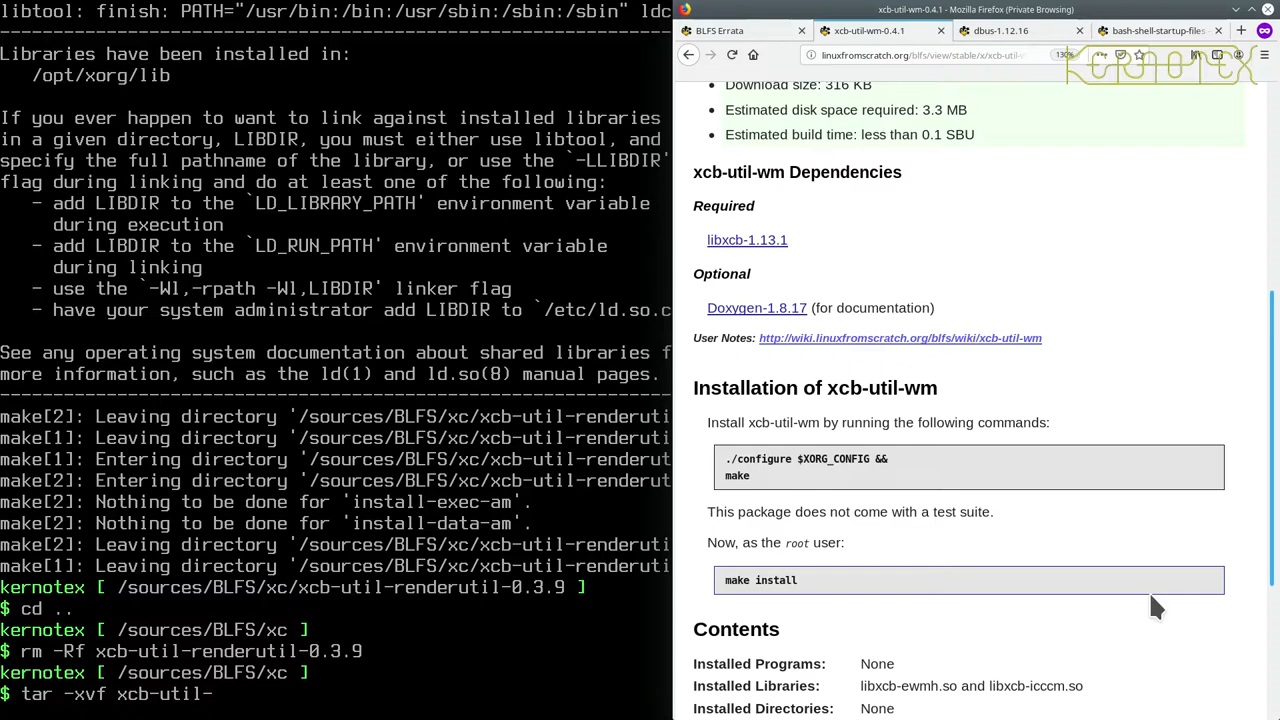 libtool: finish: PATH="/usr/bin:/bin:/usr/sbin:/sbin:/sbin" ldc
Libraries have been installed in:
/opt/xorg/lib
If you ever happen to want to link against installed libraries
in a given directory, LIBDIR, you must either use libtool, and
specify the full pathname of the library, or use the `-LLIBDIR'
flag during linking and do at least one of the following:
- add LIBDIR to the `LD_LIBRARY_PATH' environment variable
during execution
- add LIBDIR to the `LD_RUN_PATH' environment variable
during linking
- use the `-Wl,-rpath -Wl,LIBDIR' linker flag
- have your system administrator add LIBDIR to `/etc/ld.so.c
See any operating system documentation about shared libraries f
more information, such as the ld(1) and ld.so(8) manual pages.
make[2]: Leaving directory '/sources/BLFS/xc/xcb-util-renderuti
make[1]: Leaving directory '/sources/BLFS/xc/xcb-util-renderuti
make[1]: Entering directory '/sources/BLFS/xc/xcb-util-renderut
make[2]: Entering directory '/sources/BLFS/xc/xcb-util-renderut
make[2]: Nothing to be done for 'install-exec-am'.
make[2]: Nothing to be done for 'install-data-am'.
make[2]: Leaving directory '/sources/BLFS/xc/xcb-util-renderuti
make[1]: Leaving directory '/sources/BLFS/xc/xcb-util-renderuti
kernotex [ /sources/BLFS/xc/xcb-util-renderutil-0.3.9 ]
$ cd ..
kernotex [ /sources/BLFS/xc ]
$ rm -Rf xcb-util-renderutil-0.3.9
kernotex [ /sources/BLFS/xc ]
$ tar -xvf xcb-util-
xcb-util-wm-0.4.1 - Mozilla Firefox (Private Browsing)
BLFS Errata
xcb-util-wm-0.4.1
dbus-1.12.16
bash-shell-startup-files -
linuxfromscratch.org/blfs/view/stable/x/xcb-util-w
130%
KERNOTEX
Download size: 316 KB
Estimated disk space required: 3.3 MB
Estimated build time: less than 0.1 SBU
xcb-util-wm Dependencies
Required
libxcb-1.13.1
Optional
Doxygen-1.8.17 (for documentation)
User Notes: http://wiki.linuxfromscratch.org/blfs/wiki/xcb-util-wm
Installation of xcb-util-wm
Install xcb-util-wm by running the following commands:
./configure $XORG_CONFIG &&
make
This package does not come with a test suite.
Now, as the root user:
make install
Contents
Installed Programs: None
Installed Libraries: libxcb-ewmh.so and libxcb-icccm.so
Installed Directories: None